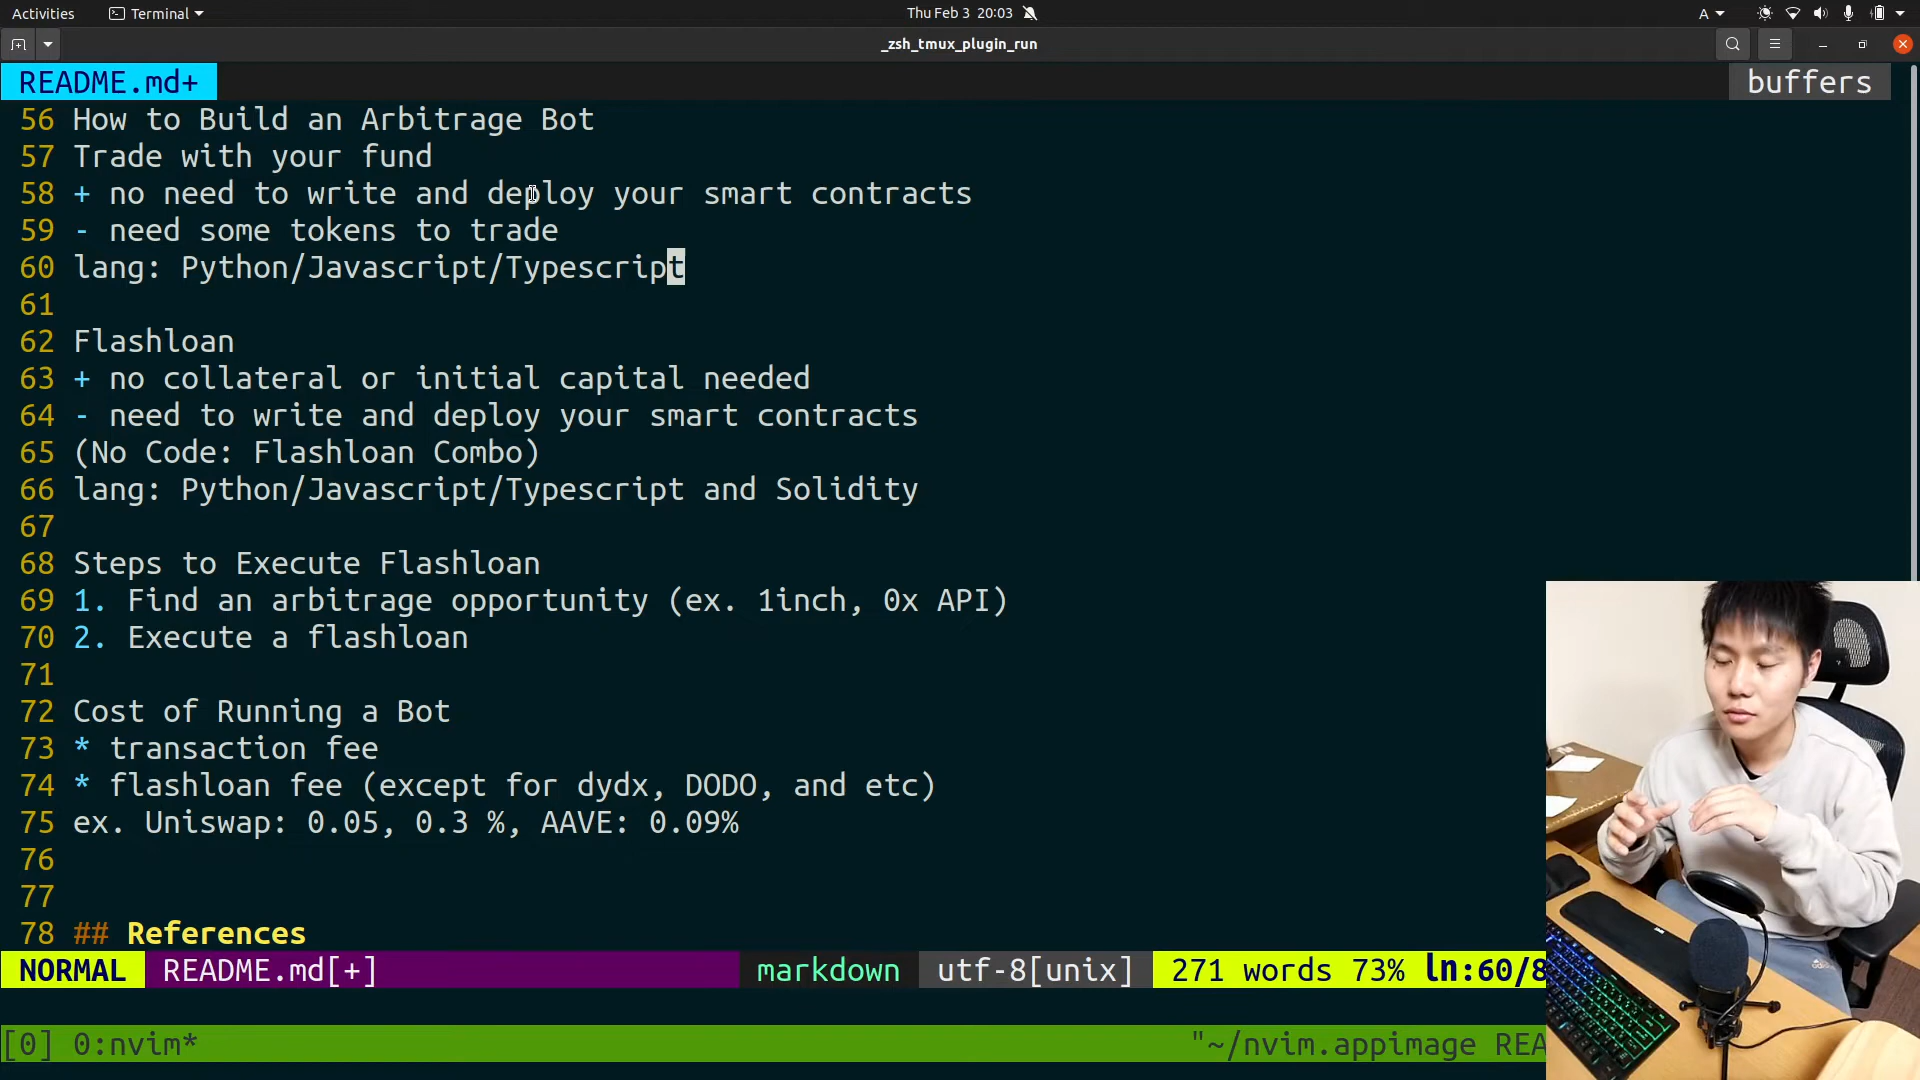 Activities Terminal Thu Feb 3 20:03 A
_zsh_tmux_plugin_run
README.md+ buffers
56 How to Build an Arbitrage Bot
57 Trade with your fund
58 + no need to write and deploy your smart contracts
59 - need some tokens to trade
60 lang: Python/Javascript/Typescript
61
62 Flashloan
63 + no collateral or initial capital needed
64 - need to write and deploy your smart contracts
65 (No Code: Flashloan Combo)
66 lang: Python/Javascript/Typescript and Solidity
67
68 Steps to Execute Flashloan
69 1. Find an arbitrage opportunity (ex. 1inch, 0x API)
70 2. Execute a flashloan
71
72 Cost of Running a Bot
73 * transaction fee
74 * flashloan fee (except for dydx, DODO, and etc)
75 ex. Uniswap: 0.05, 0.3 %, AAVE: 0.09%
76
77
78 ## References
NORMAL README.md[+] markdown utf-8[unix] 271 words 73% ln:60/8
[0] 0:nvim* "~/nvim.appimage REA